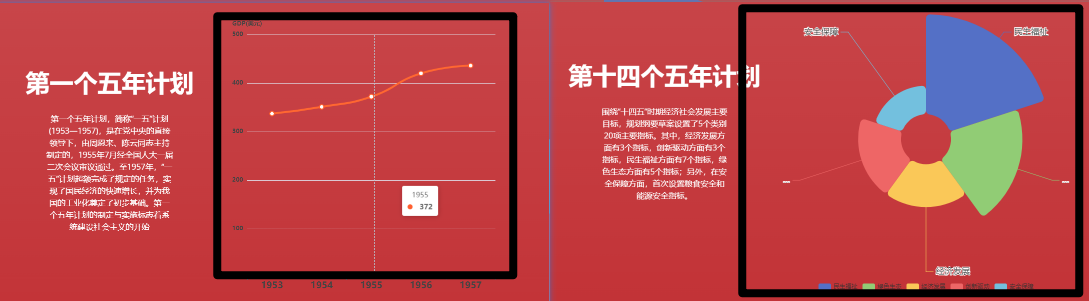 第一个五年计划
第一个五年计划，简称“一五”计划
(1953—1957)，是在党中央的直接
领导下，由周恩来、陈云同志主持
制定的，1955年7月经全国人大一届
二次会议审议通过。至1957年，“一
五”计划超额完成了规定的任务，实
现了国民经济的快速增长，并为我
国的工业化奠定了初步基础。第一
个五年计划的制定与实施标志着系
统建设社会主义的开始
GDP(美元)
500
400
300
200
100
1955
372
1953
1954
1955
1956
1957
第十四个五年计划
围绕“十四五”时期经济社会发展主要
目标，规划纲要草案设置了5个类别
20项主要指标。其中，经济发展方
面有3个指标，创新驱动方面有3个
指标，民生福祉方面有7个指标，绿
色生态方面有5个指标；另外，在安
全保障方面，首次设置粮食安全和
能源安全指标。
安全保障
民生福祉
经济发展
民生福祉
绿色生态
经济发展
创新驱动
安全保障